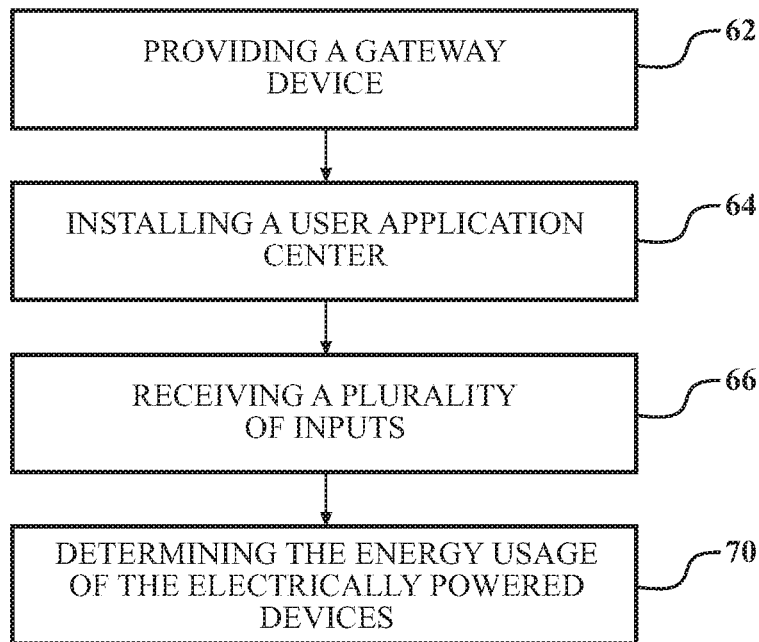 PROVIDING A GATEWAY
DEVICE
62
INSTALLING A USER APPLICATION
CENTER
64
RECEIVING A PLURALITY
OF INPUTS
66
DETERMINING THE ENERGY USAGE
OF THE ELECTRICALLY POWERED
DEVICES
70